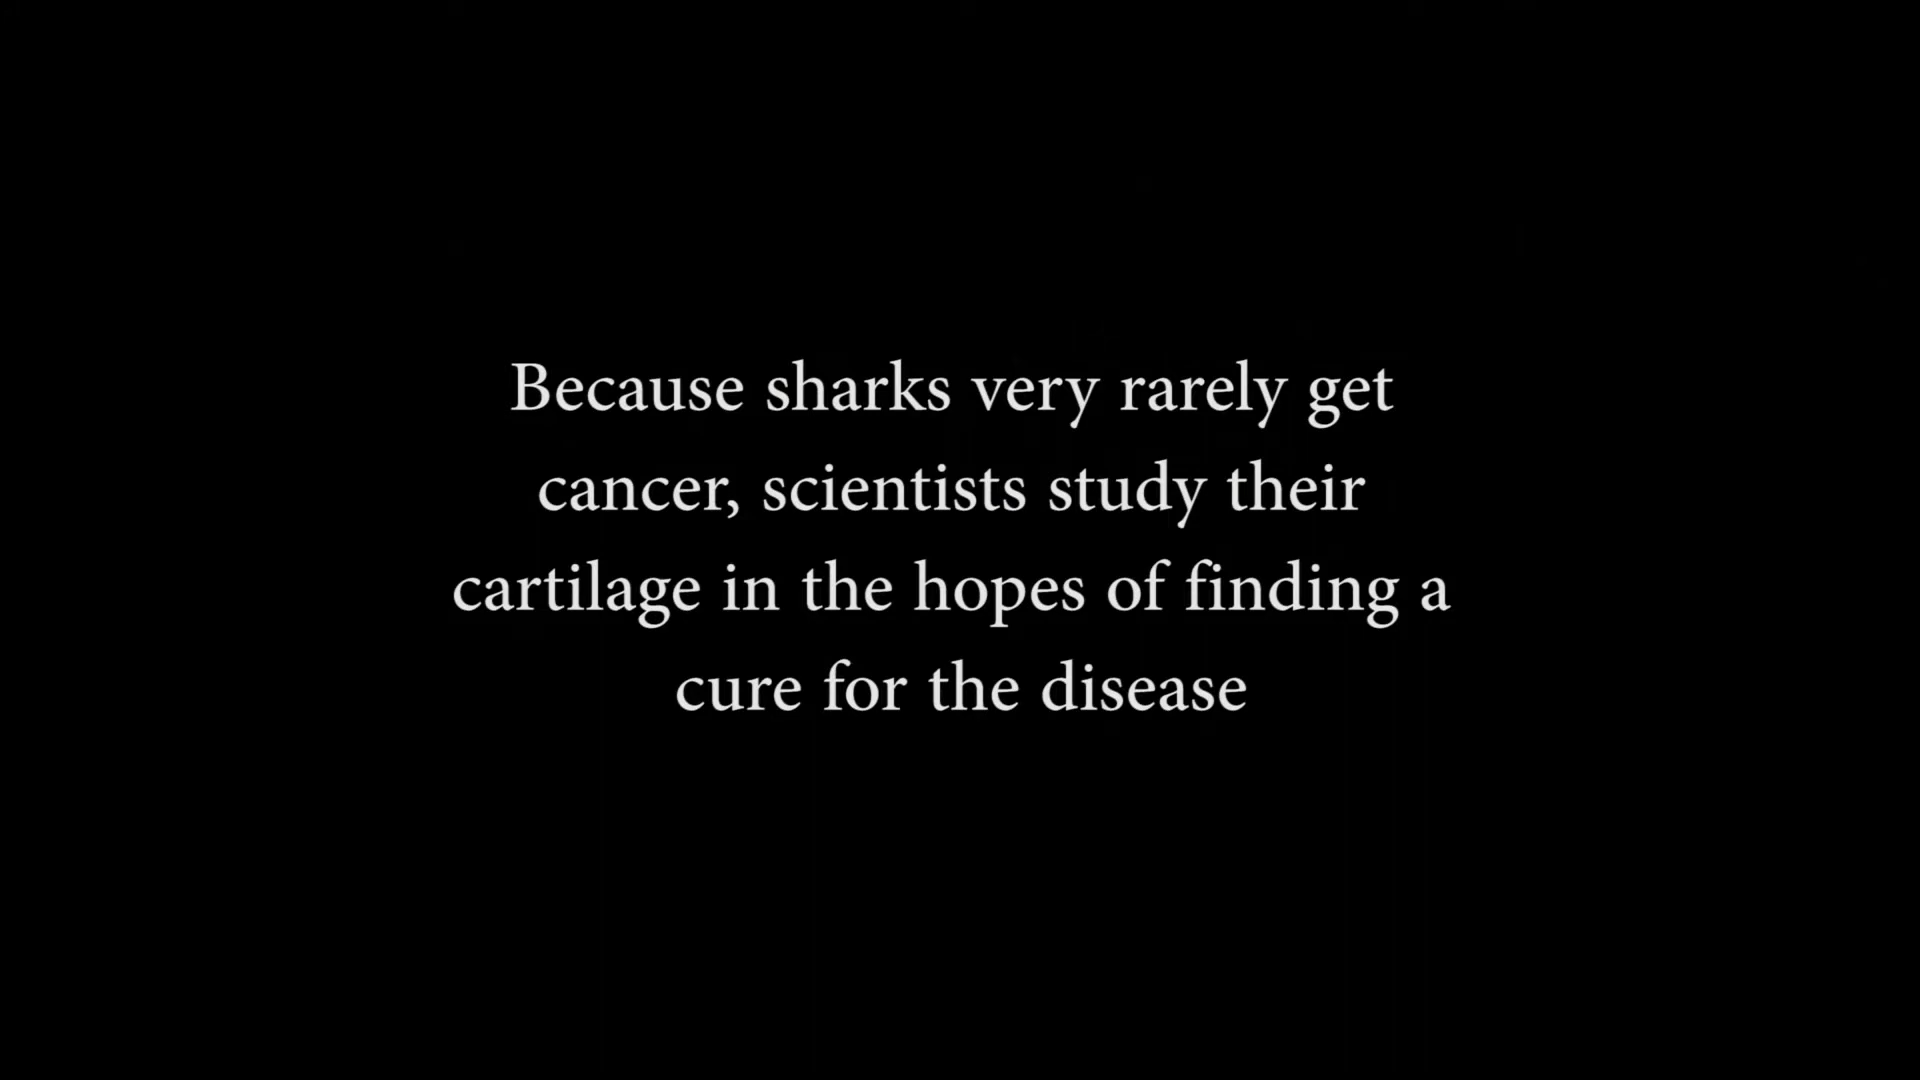 Because sharks very rarely get
cancer, scientists study their
cartilage in the hopes of finding a
cure for the disease